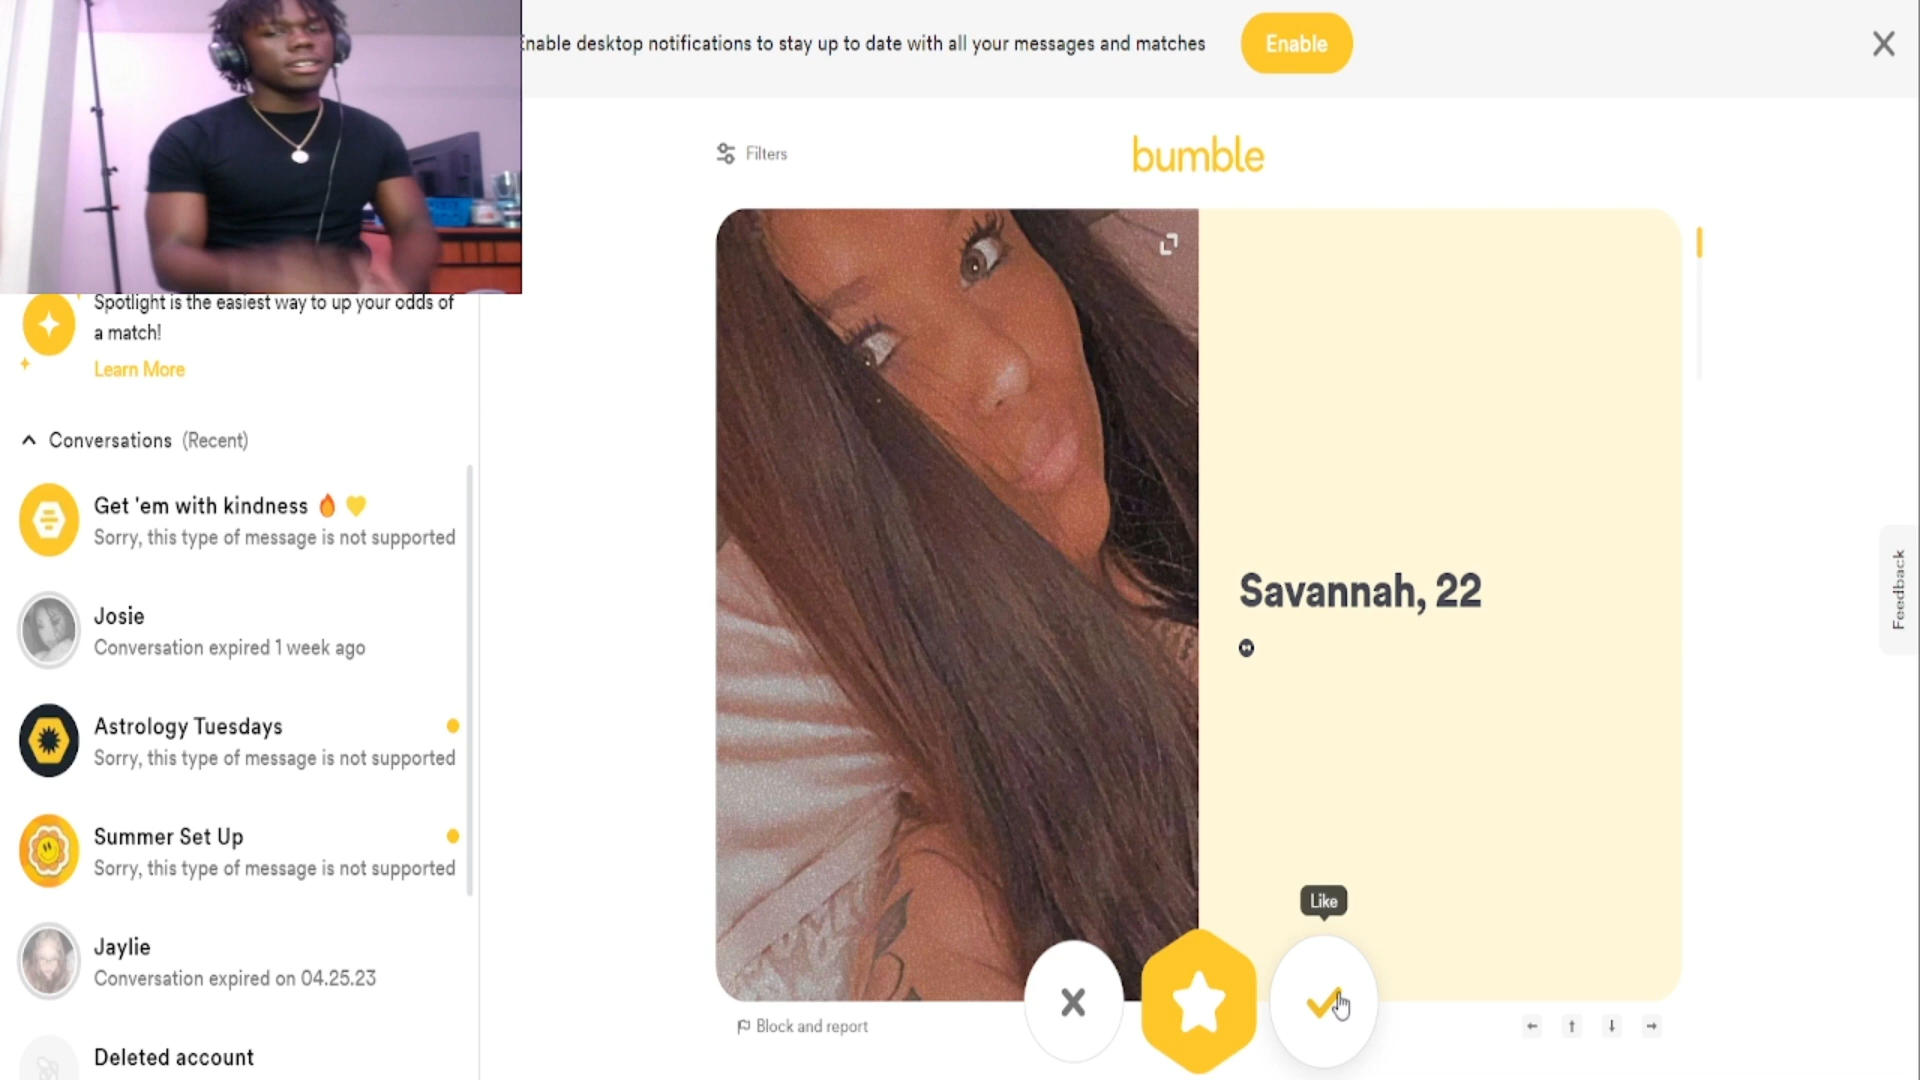 Enable desktop notifications to stay up to date with all your messages and matches
Enable
Filters
bumble
Spotlight is the easiest way to up your odds of
a match!
Learn More
Conversations (Recent)
Get 'em with kindness 🔥 💛
Sorry, this type of message is not supported
Josie
Conversation expired 1 week ago
Astrology Tuesdays
Sorry, this type of message is not supported
Summer Set Up
Sorry, this type of message is not supported
Jaylie
Conversation expired on 04.25.23
Deleted account
Savannah, 22
Like
Block and report
Feedback